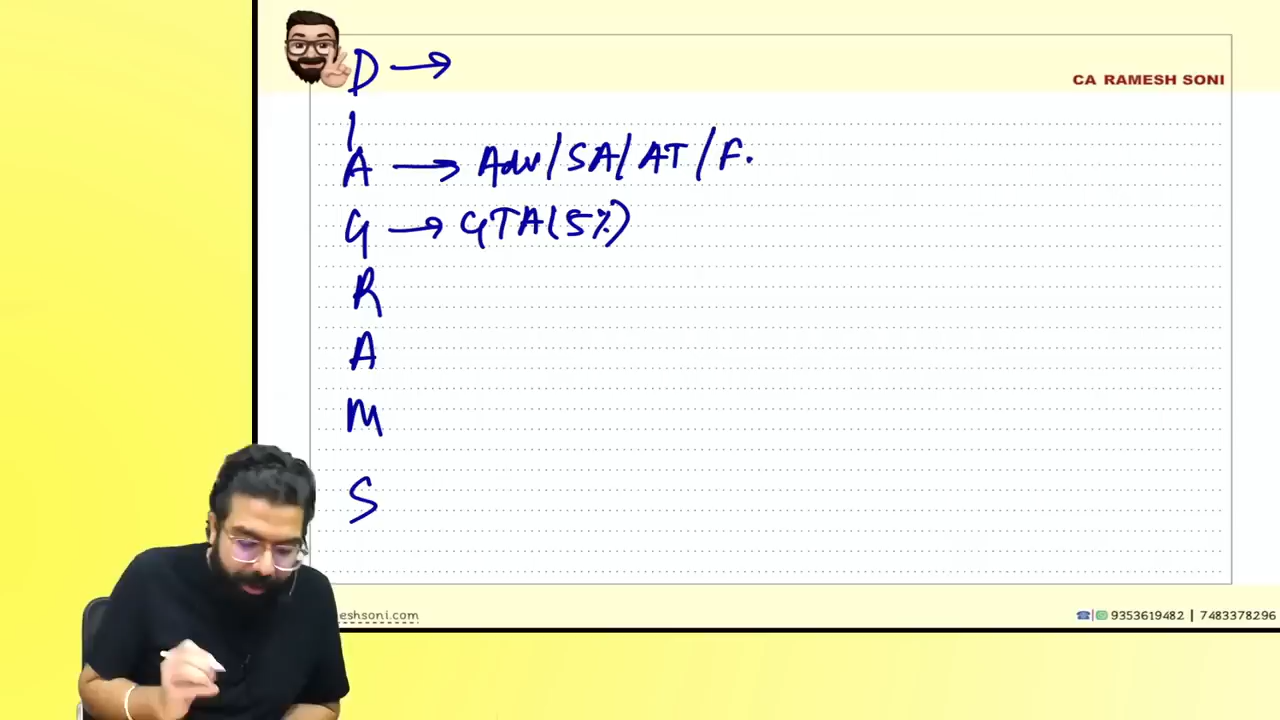 D →
CA RAMESH SONI
I
A → Adv/SA/AT/F.
G → GTA(5%)
R
A
M
S
eshsoni.com
9353619482 | 7483378296